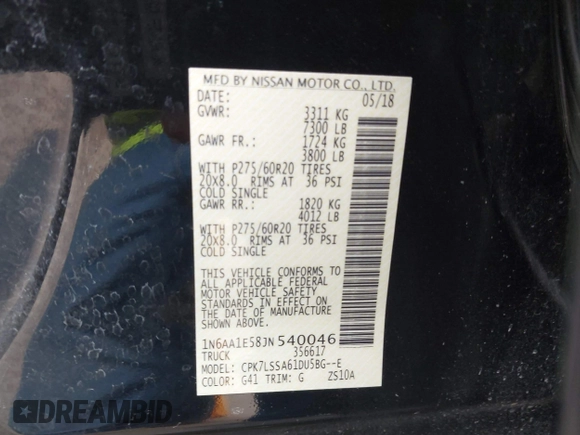 MFD BY NISSAN MOTOR CO., LTD.
DATE: 05/18
GVWR: 3311 KG
7300 LB
GAWR FR.: 1724 KG
3800 LB
WITH P275/60R20 TIRES
20X8.0 RIMS AT 36 PSI
COLD SINGLE
GAWR RR.: 1820 KG
4012 LB
WITH P275/60R20 TIRES
20X8.0 RIMS AT 36 PSI
COLD SINGLE
THIS VEHICLE CONFORMS TO
ALL APPLICABLE FEDERAL
MOTOR VEHICLE SAFETY
STANDARDS IN EFFECT ON
THE DATE OF MANUFACTURE
SHOWN ABOVE.
1N6AA1E58JN 540046
TRUCK 356617
MODEL: CPK7LSSA61DU5BG--E
COLOR: G41 TRIM: G ZS10A
DREAMBID